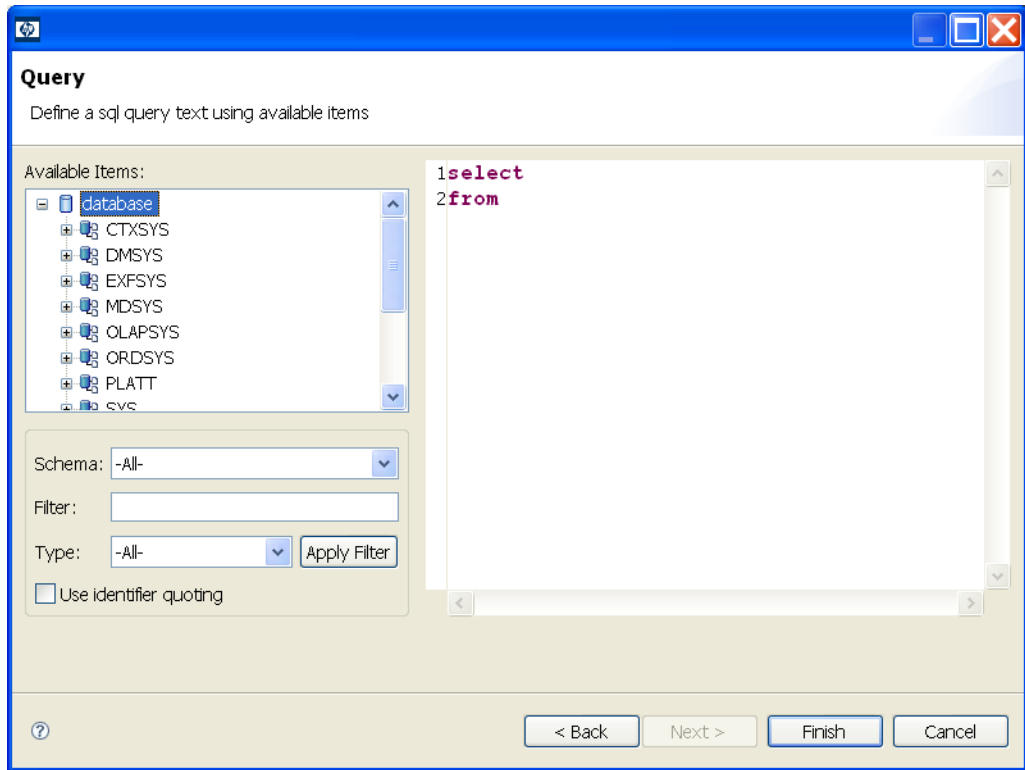 Query
Define a sql query text using available items
Available Items:
database
CTXSYS
DMSYS
EXFSYS
MDSYS
OLAPSYS
ORDSYS
PLATT
SYS
Schema: -All-
Filter:
Type: -All- Apply Filter
Use identifier quoting
1select
2from
< Back Next > Finish Cancel